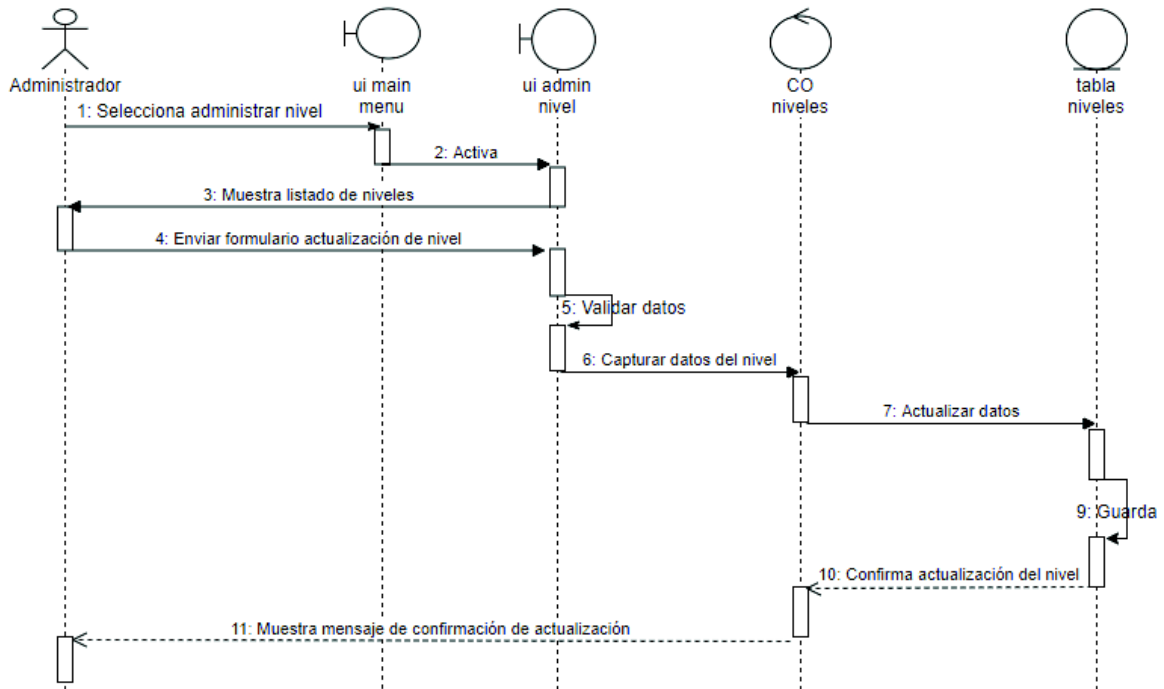 Administrador
ui main
menu
ui admin
nivel
CO
niveles
tabla
niveles
1: Selecciona administrar nivel
2: Activa
3: Muestra listado de niveles
4: Enviar formulario actualización de nivel
5: Validar datos
6: Capturar datos del nivel
7: Actualizar datos
9: Guarda
10: Confirma actualización del nivel
11: Muestra mensaje de confirmación de actualización